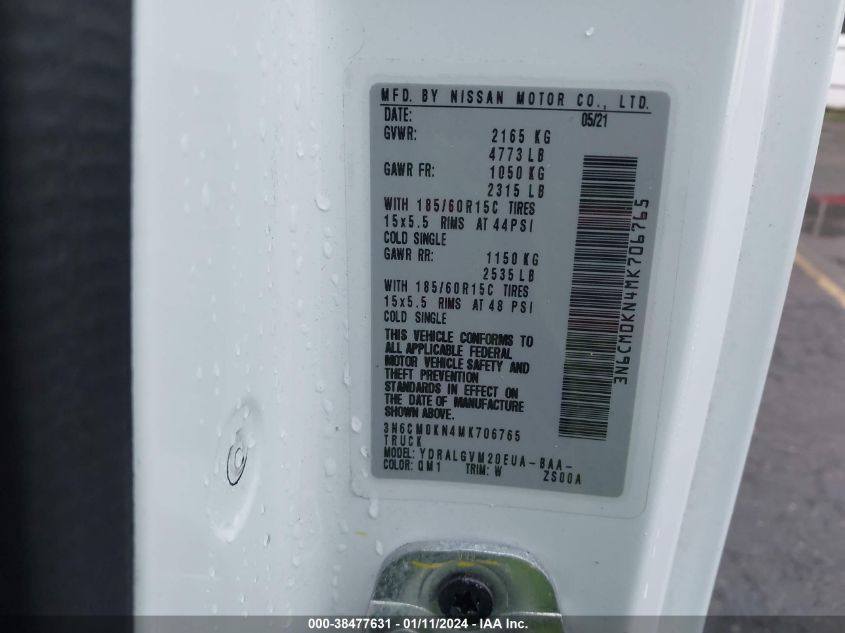 MFD. BY NISSAN MOTOR CO., LTD.
DATE: 05/21
GVWR: 2165 KG
4773 LB
GAWR FR: 1050 KG
2315 LB
WITH 185/60R15C TIRES
15x5.5 RIMS AT 44PSI
COLD SINGLE
GAWR RR: 1150 KG
2535 LB
WITH 185/60R15C TIRES
15x5.5 RIMS AT 48 PSI
COLD SINGLE
THIS VEHICLE CONFORMS TO
ALL APPLICABLE FEDERAL
MOTOR VEHICLE SAFETY AND
THEFT PREVENTION
STANDARDS IN EFFECT ON
THE DATE OF MANUFACTURE
SHOWN ABOVE.
3N6CM0KN4MK706765
TRUCK
MODEL: YDRALGVM20EUA-BAA-
COLOR: QM1 TRIM: W ZS00A
3N6CM0KN4MK706765
000-38477631 - 01/11/2024 - IAA Inc.